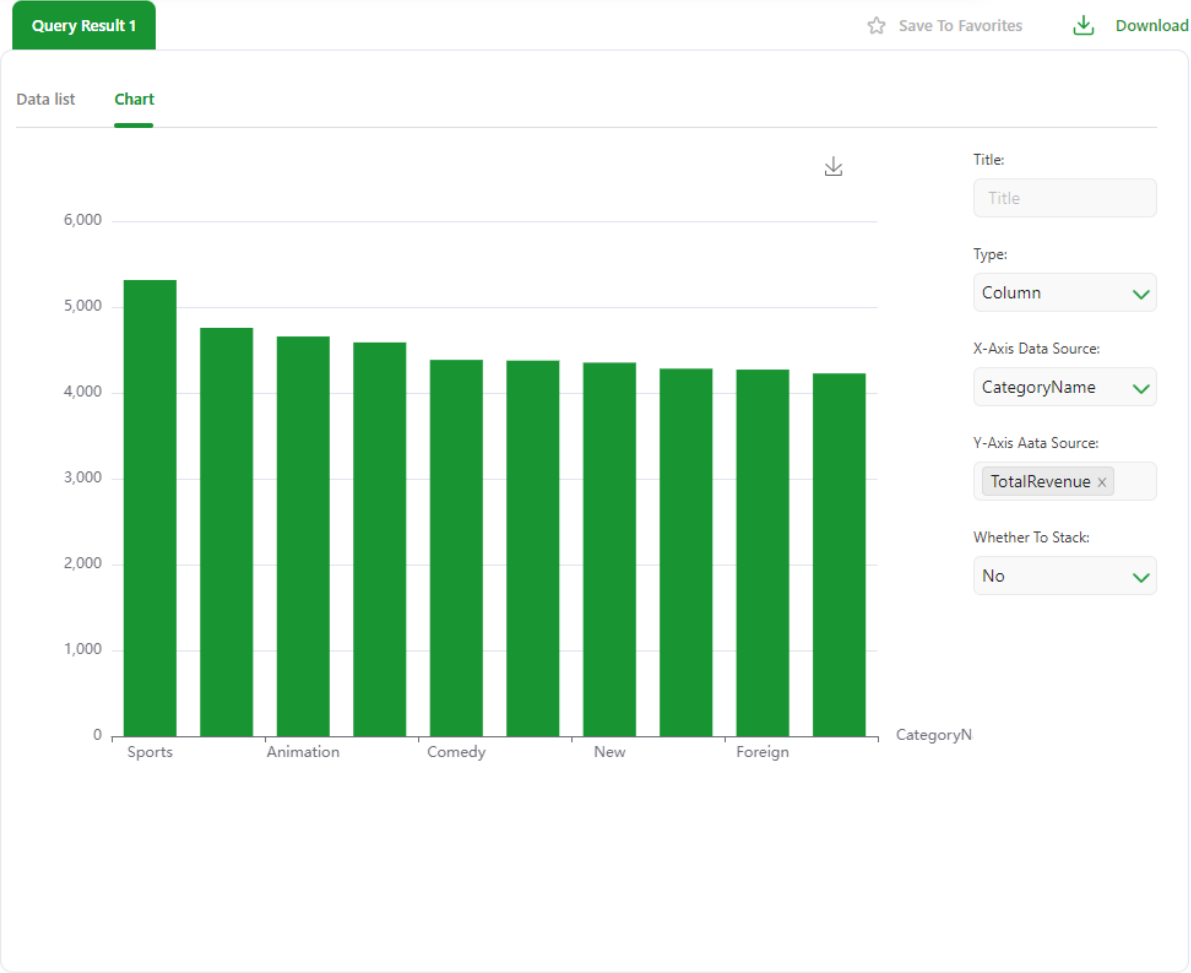 Query Result 1
Save To Favorites
Download
Data list
Chart
Title:
Title
Type:
Column
X-Axis Data Source:
CategoryName
Y-Axis Aata Source:
TotalRevenue ×
Whether To Stack:
No
6,000
5,000
4,000
3,000
2,000
1,000
0
Sports Animation Comedy New Foreign
CategoryN